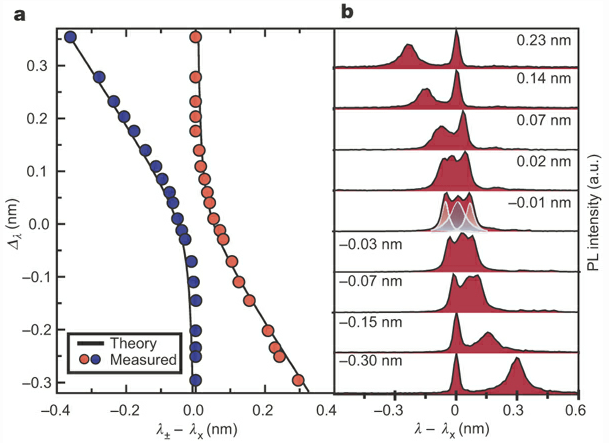 a
b
0.3
0.2
0.1
0.0
−0.1
−0.2
−0.3
Δλ (nm)
Theory
Measured
−0.4
−0.2
0.0
0.2
0.4
λ± − λx (nm)
0.23 nm
0.14 nm
0.07 nm
0.02 nm
−0.01 nm
−0.03 nm
−0.07 nm
−0.15 nm
−0.30 nm
−0.3
0
0.3
0.6
λ − λx (nm)
PL intensity (a.u.)